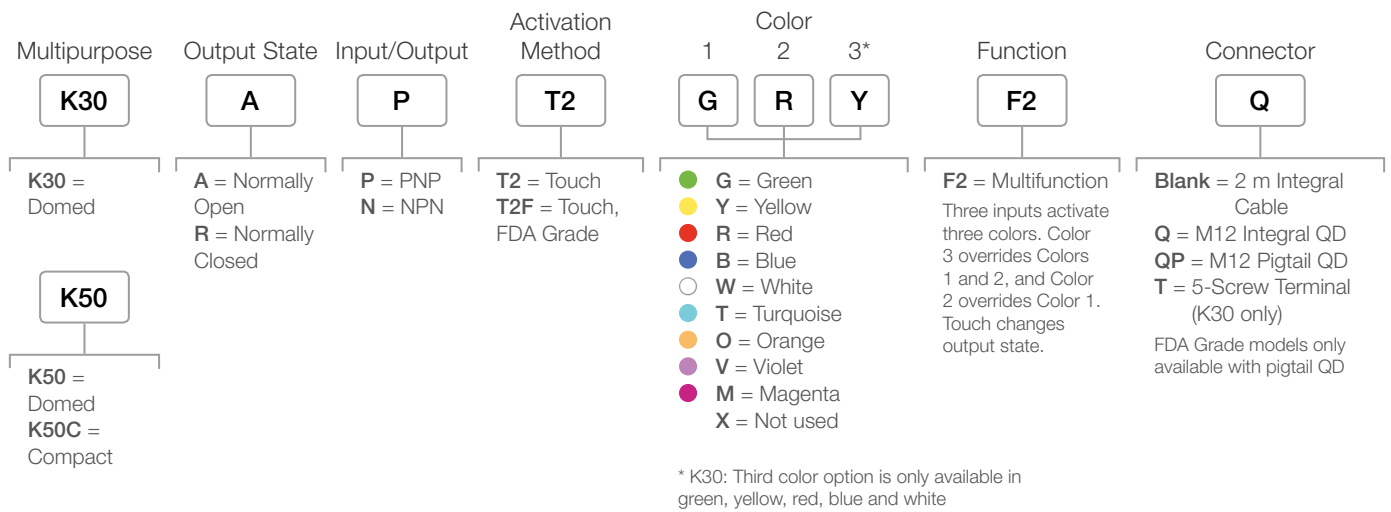 Multipurpose
K30
K30 =
Domed
K50
K50 =
Domed
K50C =
Compact
Output State
A
A = Normally
Open
R = Normally
Closed
Input/Output
P
P = PNP
N = NPN
Activation
Method
T2
T2 = Touch
T2F = Touch,
FDA Grade
Color
1 2 3*
G R Y
G = Green
Y = Yellow
R = Red
B = Blue
W = White
T = Turquoise
O = Orange
V = Violet
M = Magenta
X = Not used
* K30: Third color option is only available in
green, yellow, red, blue and white
Function
F2
F2 = Multifunction
Three inputs activate
three colors. Color
3 overrides Colors
1 and 2, and Color
2 overrides Color 1.
Touch changes
output state.
Connector
Q
Blank = 2 m Integral
Cable
Q = M12 Integral QD
QP = M12 Pigtail QD
T = 5-Screw Terminal
(K30 only)
FDA Grade models only
available with pigtail QD